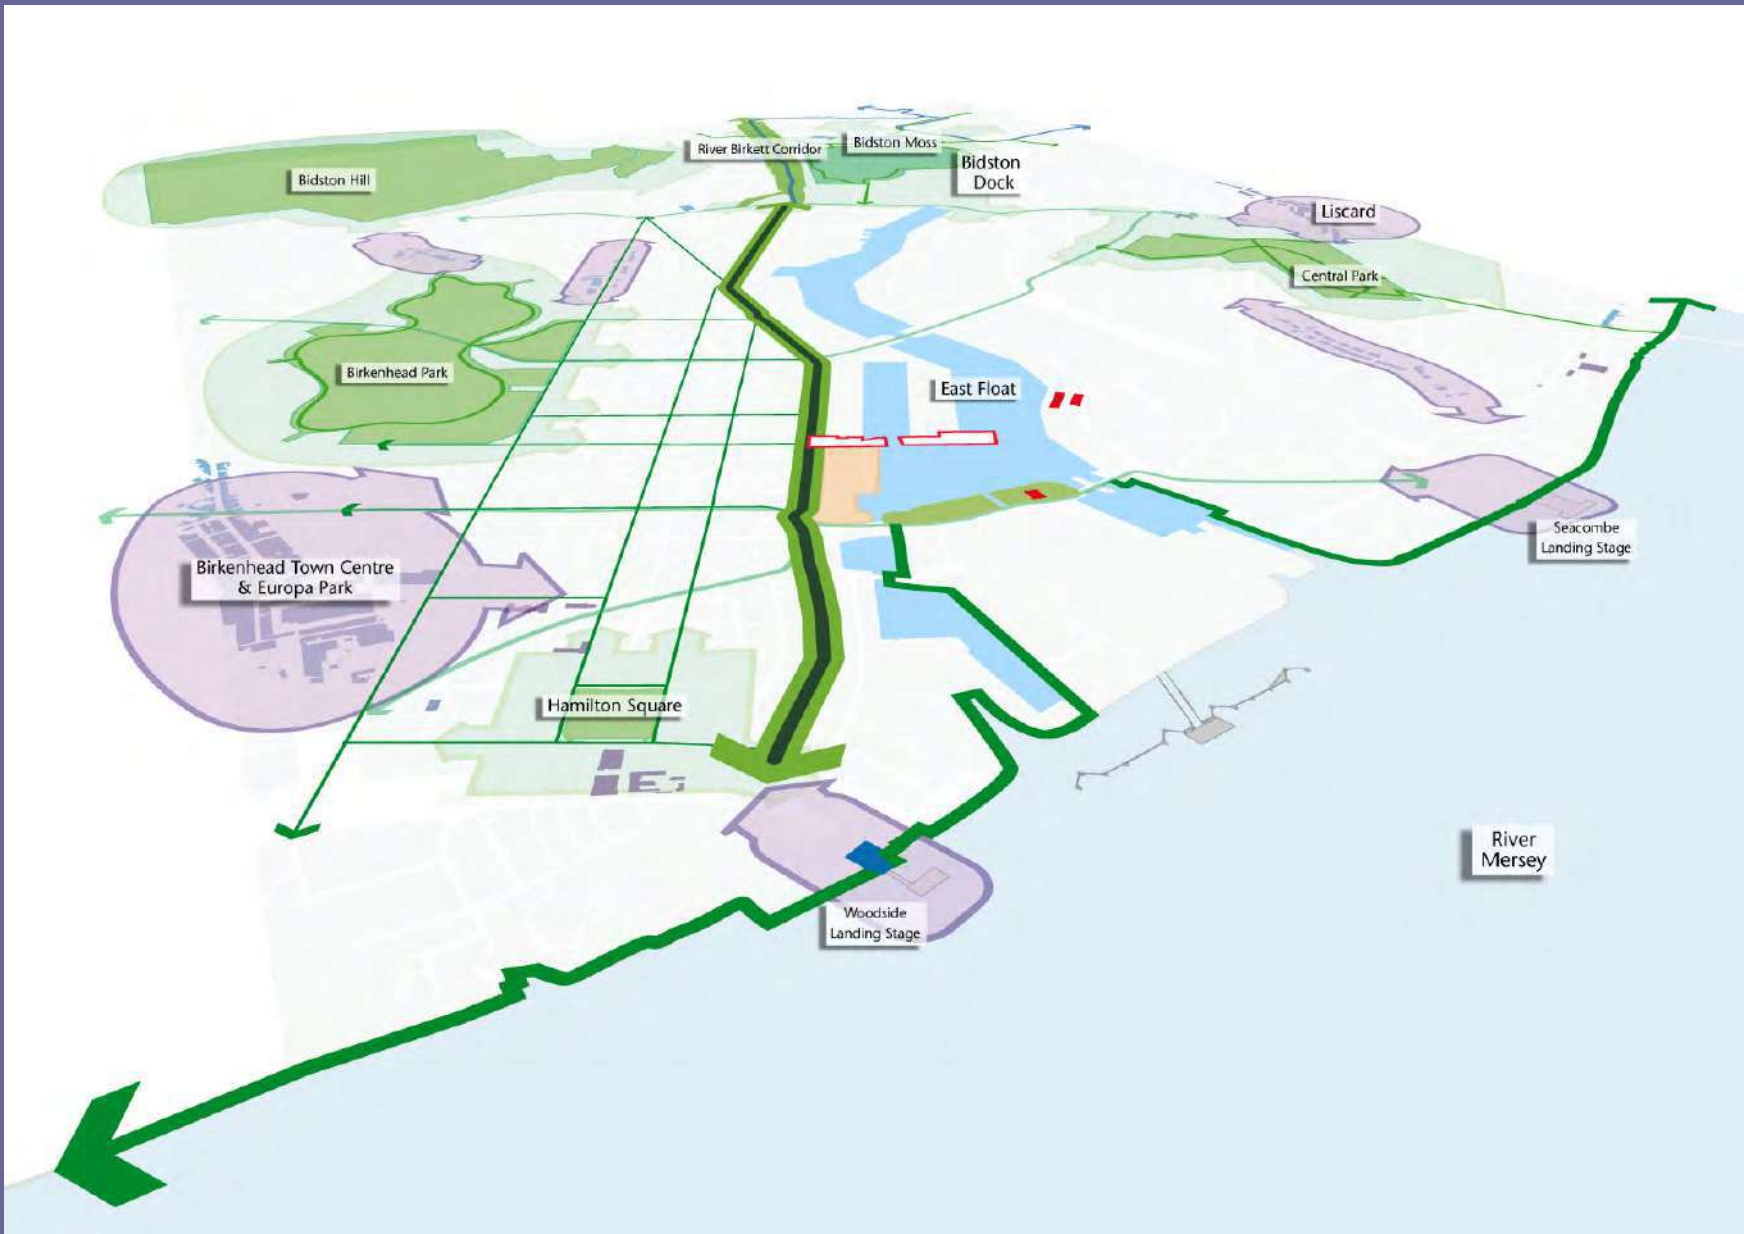 River Birkett Corridor
Bidston Moss
Bidston
Dock
Bidston Hill
Liscard
Central Park
Birkenhead Park
East Float
Seacombe
Landing Stage
Birkenhead Town Centre
& Europa Park
Hamilton Square
River
Mersey
Woodside
Landing Stage